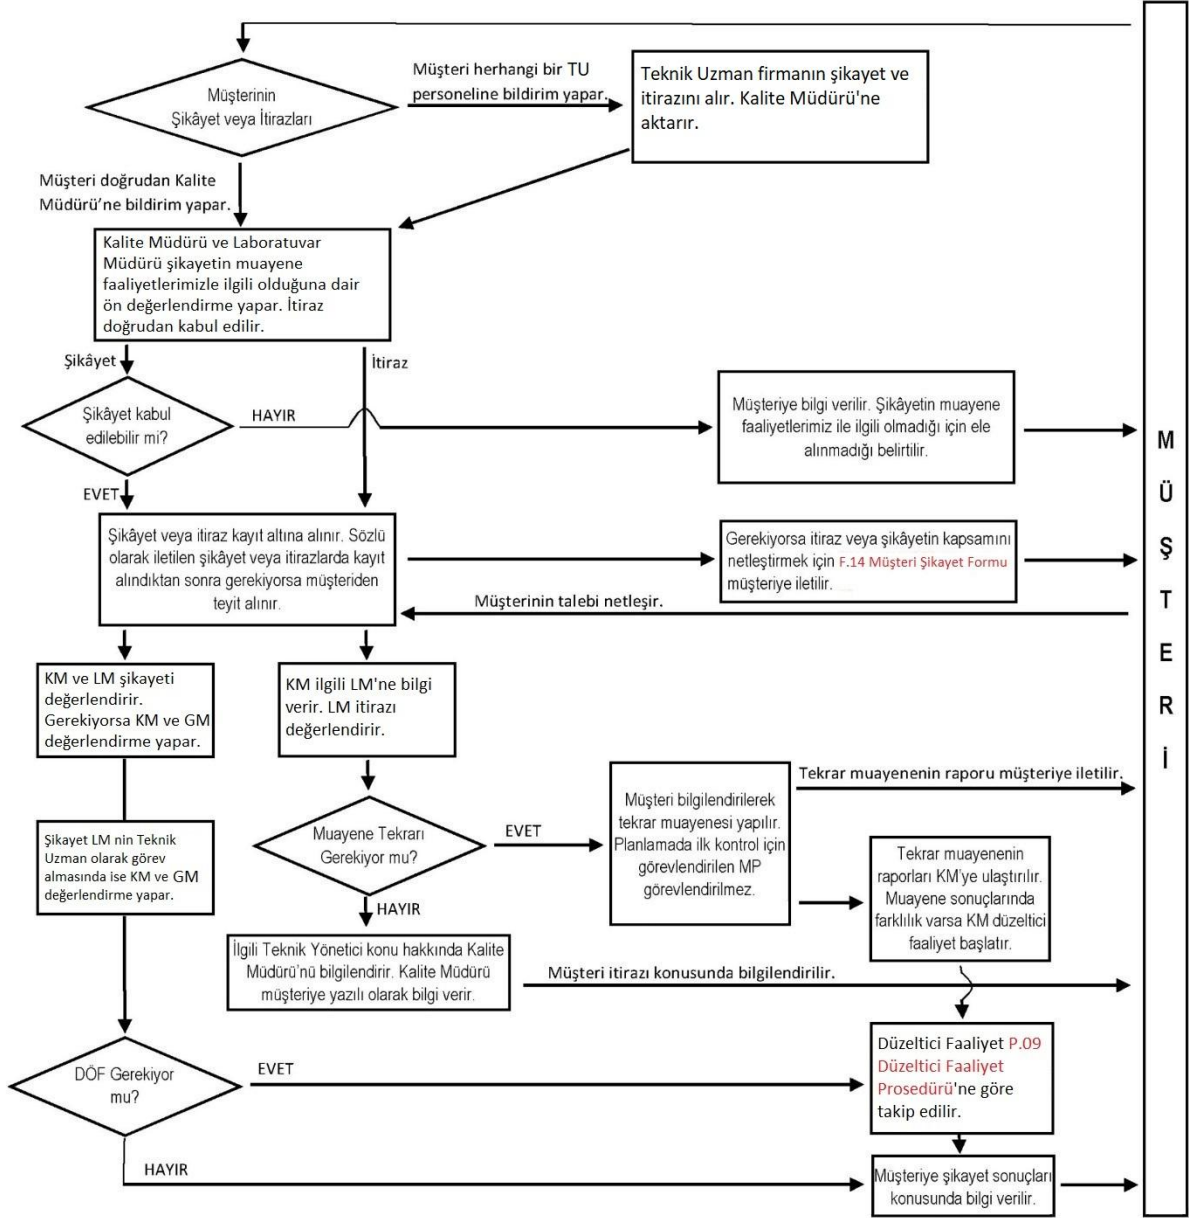 Müşterinin
Şikâyet veya İtirazları
Müşteri herhangi bir TU
personeline bildirim yapar.
Teknik Uzman firmanın şikayet ve
itirazını alır. Kalite Müdürü'ne
aktarır.
Müşteri doğrudan Kalite
Müdürü'ne bildirim yapar.
Kalite Müdürü ve Laboratuvar
Müdürü şikayetin muayene
faaliyetlerimizle ilgili olduğuna dair
ön değerlendirme yapar. İtiraz
doğrudan kabul edilir.
Şikâyet
İtiraz
Şikâyet kabul
edilebilir mi?
HAYIR
Müşteriye bilgi verilir. Şikâyetin muayene
faaliyetlerimiz ile ilgili olmadığı için ele
alınmadığı belirtilir.
EVET
Şikâyet veya itiraz kayıt altına alınır. Sözlü
olarak iletilen şikâyet veya itirazlarda kayıt
alındıktan sonra gerekiyorsa müşteriden
teyit alınır.
Gerekiyorsa itiraz veya şikâyetin kapsamını
netleştirmek için F.14 Müşteri Şikayet Formu
müşteriye iletilir.
Müşterinin talebi netleşir.
KM ve LM şikayeti
değerlendirir.
Gerekiyorsa KM ve GM
değerlendirme yapar.
KM ilgili LM'ne bilgi
verir. LM itirazı
değerlendirir.
Şikayet LM nin Teknik
Uzman olarak görev
almasında ise KM ve GM
değerlendirme yapar.
Muayene Tekrarı
Gerekiyor mu?
EVET
Müşteri bilgilendirilerek
tekrar muayenesi yapılır.
Planlamada ilk kontrol için
görevlendirilen MP
görevlendirilmez.
Tekrar muayenenin raporu müşteriye iletilir.
Tekrar muayenenin
raporları KM'ye ulaştırılır.
Muayene sonuçlarında
farklılık varsa KM düzeltici
faaliyet başlatır.
HAYIR
İlgili Teknik Yönetici konu hakkında Kalite
Müdürü'nü bilgilendirir. Kalite Müdürü
müşteriye yazılı olarak bilgi verir.
Müşteri itirazı konusunda bilgilendirilir.
DÖF Gerekiyor
mu?
EVET
Düzeltici Faaliyet P.09
Düzeltici Faaliyet
Prosedürü'ne göre
takip edilir.
HAYIR
Müşteriye şikayet sonuçları
konusunda bilgi verilir.
M
Ü
Ş
T
E
R
İ